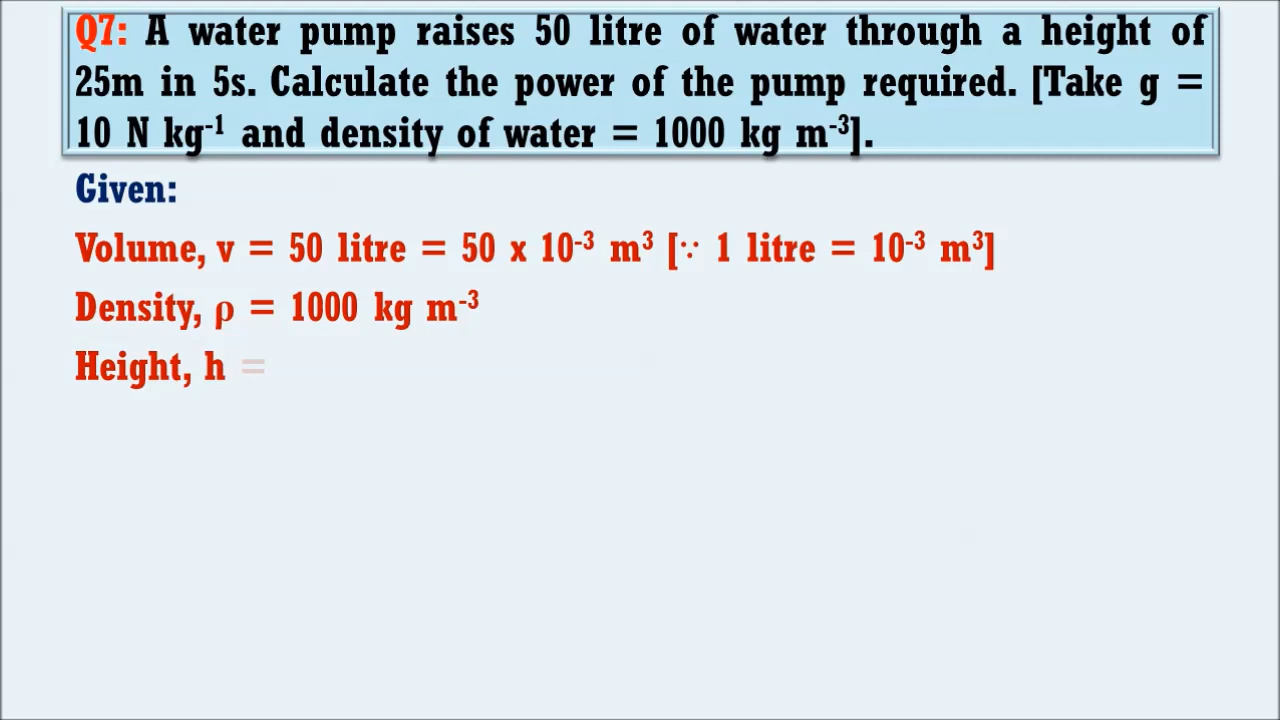 Q7: A water pump raises 50 litre of water through a height of
25m in 5s. Calculate the power of the pump required. [Take g =
10 N kg⁻¹ and density of water = 1000 kg m⁻³].
Given:
Volume, v = 50 litre = 50 x 10⁻³ m³ [∵ 1 litre = 10⁻³ m³]
Density, ρ = 1000 kg m⁻³
Height, h =